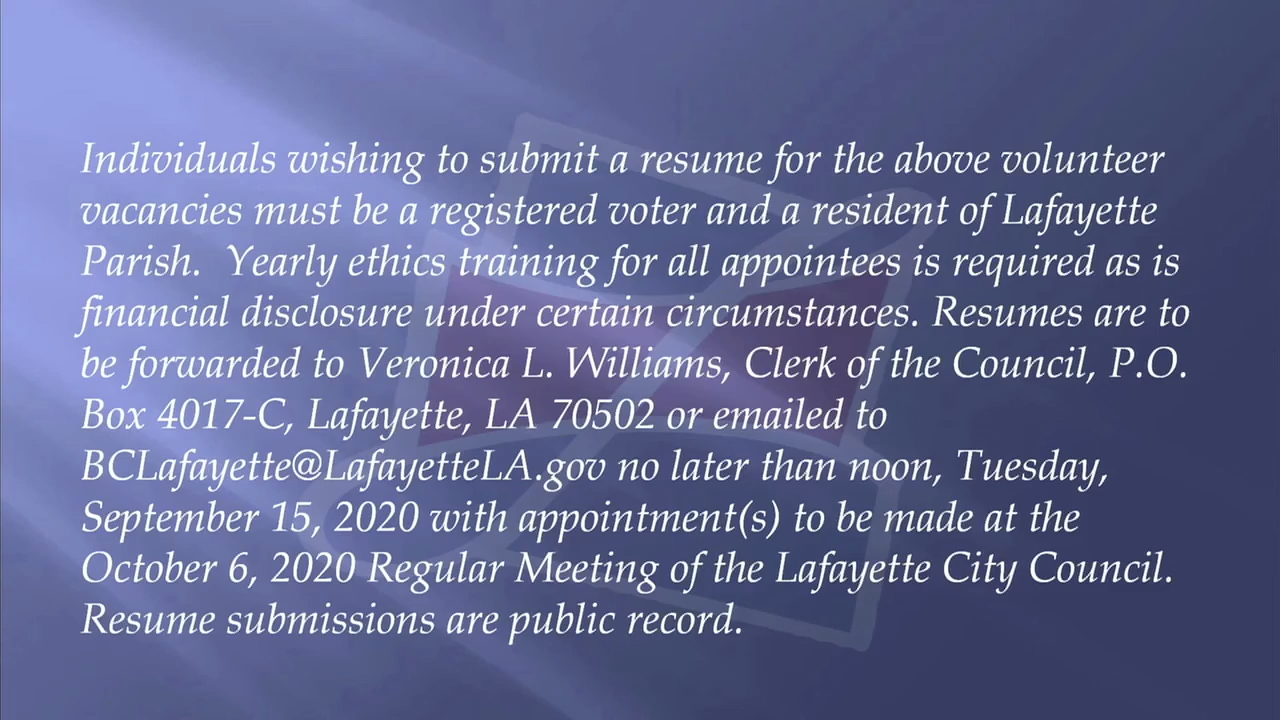 Individuals wishing to submit a resume for the above volunteer
vacancies must be a registered voter and a resident of Lafayette
Parish.  Yearly ethics training for all appointees is required as is
financial disclosure under certain circumstances. Resumes are to
be forwarded to Veronica L. Williams, Clerk of the Council, P.O.
Box 4017-C, Lafayette, LA 70502 or emailed to
BCLafayette@LafayetteLA.gov no later than noon, Tuesday,
September 15, 2020 with appointment(s) to be made at the
October 6, 2020 Regular Meeting of the Lafayette City Council.
Resume submissions are public record.